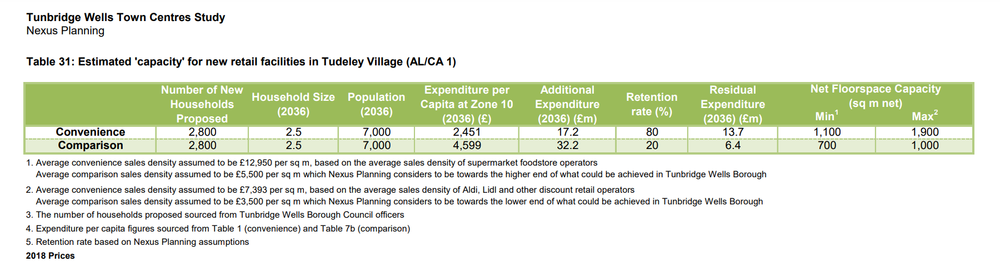 Tunbridge Wells Town Centres Study
Nexus Planning
Table 31: Estimated 'capacity' for new retail facilities in Tudeley Village (AL/CA 1)
Number of New Households Proposed | Household Size (2036) | Population (2036) | Expenditure per Capita at Zone 10 (2036) (£) | Additional Expenditure (2036) (£m) | Retention rate (%) | Residual Expenditure (2036) (£m) | Net Floorspace Capacity (sq m net)
Min¹ | Max²
Convenience | 2,800 | 2.5 | 7,000 | 2,451 | 17.2 | 80 | 13.7 | 1,100 | 1,900
Comparison | 2,800 | 2.5 | 7,000 | 4,599 | 32.2 | 20 | 6.4 | 700 | 1,000
1. Average convenience sales density assumed to be £12,950 per sq m, based on the average sales density of supermarket foodstore operators
Average comparison sales density assumed to be £5,500 per sq m which Nexus Planning considers to be towards the higher end of what could be achieved in Tunbridge Wells Borough
2. Average convenience sales density assumed to be £7,393 per sq m, based on the average sales density of Aldi, Lidl and other discount retail operators
Average comparison sales density assumed to be £3,500 per sq m which Nexus Planning considers to be towards the lower end of what could be achieved in Tunbridge Wells Borough
3. The number of households proposed sourced from Tunbridge Wells Borough Council officers
4. Expenditure per capita figures sourced from Table 1 (convenience) and Table 7b (comparison)
5. Retention rate based on Nexus Planning assumptions
2018 Prices